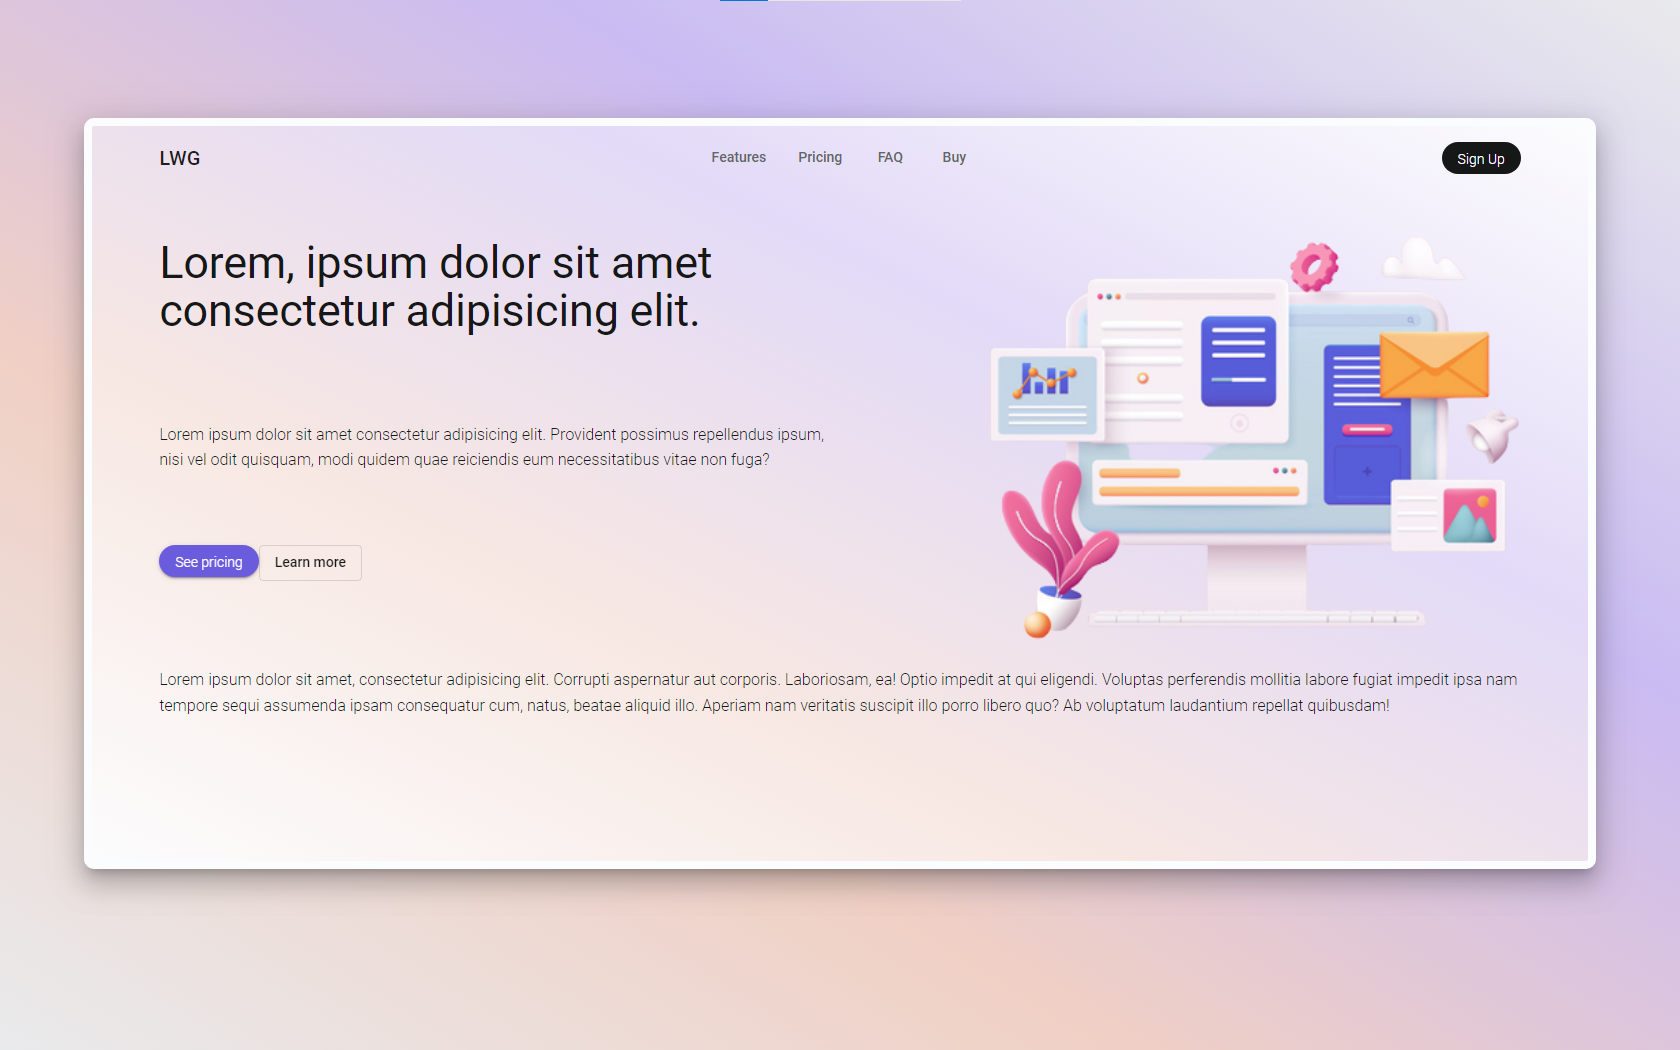 LWG
Features Pricing FAQ Buy
Sign Up
Lorem, ipsum dolor sit amet
consectetur adipisicing elit.
Lorem ipsum dolor sit amet consectetur adipisicing elit. Provident possimus repellendus ipsum,
nisi vel odit quisquam, modi quidem quae reiciendis eum necessitatibus vitae non fuga?
See pricing
Learn more
Lorem ipsum dolor sit amet, consectetur adipisicing elit. Corrupti aspernatur aut corporis. Laboriosam, ea! Optio impedit at qui eligendi. Voluptas perferendis mollitia labore fugiat impedit ipsa nam
tempore sequi assumenda ipsam consequatur cum, natus, beatae aliquid illo. Aperiam nam veritatis suscipit illo porro libero quo? Ab voluptatum laudantium repellat quibusdam!